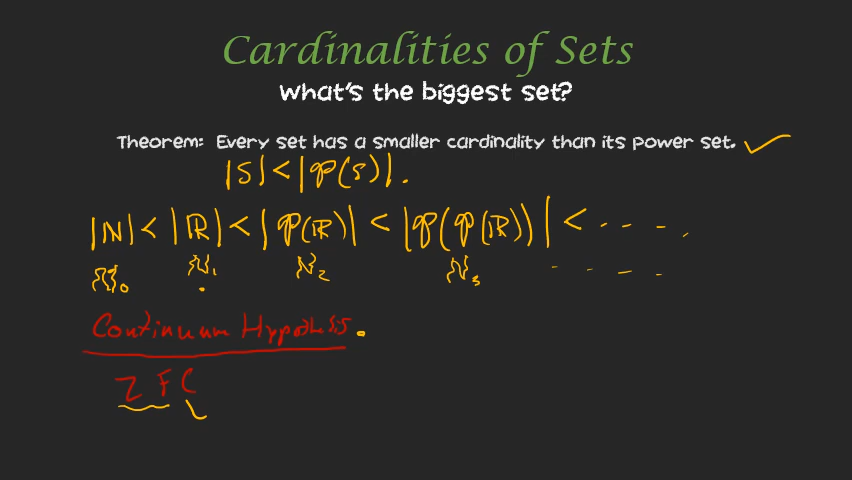 Cardinalities of Sets
What's the biggest set?
Theorem: Every set has a smaller cardinality than its power set. ✓
|S| < |𝒫(S)|.
|ℕ| < |ℝ| < |𝒫(ℝ)| < |𝒫(𝒫(ℝ))| < .....
ℵ₀ ℵ₁ ℵ₂ ℵ₃ ....
Continuum Hypothesis.
ZFC